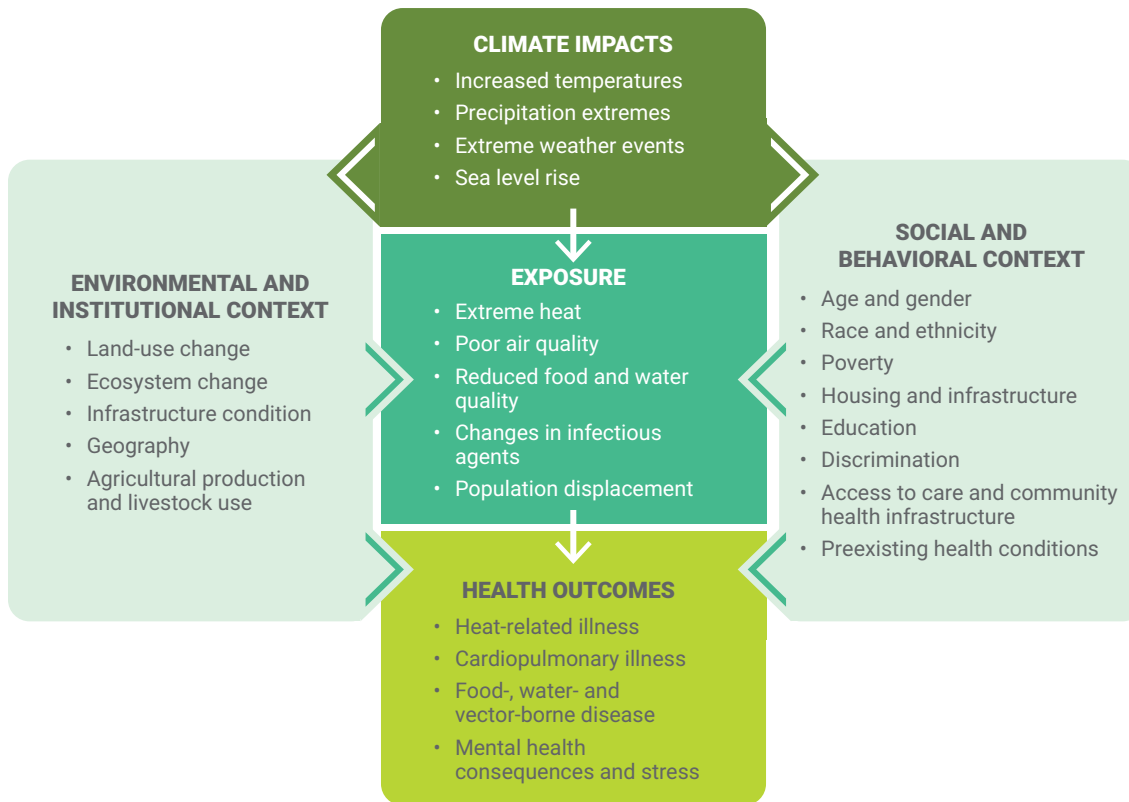 CLIMATE IMPACTS
• Increased temperatures
• Precipitation extremes
• Extreme weather events
• Sea level rise
ENVIRONMENTAL AND
INSTITUTIONAL CONTEXT
• Land-use change
• Ecosystem change
• Infrastructure condition
• Geography
• Agricultural production
and livestock use
EXPOSURE
• Extreme heat
• Poor air quality
• Reduced food and water
quality
• Changes in infectious
agents
• Population displacement
SOCIAL AND
BEHAVIORAL CONTEXT
• Age and gender
• Race and ethnicity
• Poverty
• Housing and infrastructure
• Education
• Discrimination
• Access to care and community
health infrastructure
• Preexisting health conditions
HEALTH OUTCOMES
• Heat-related illness
• Cardiopulmonary illness
• Food-, water- and
vector-borne disease
• Mental health
consequences and stress